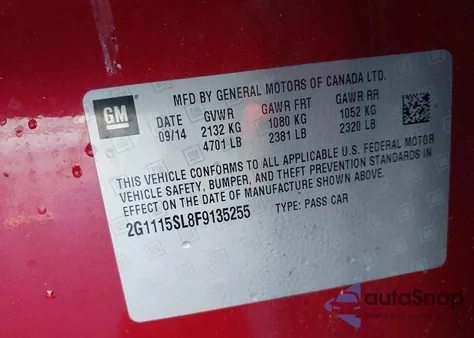 GM
MFD BY GENERAL MOTORS OF CANADA LTD.
DATE GVWR GAWR FRT GAWR RR
09/14 2132 KG 1080 KG 1052 KG
4701 LB 2381 LB 2320 LB
THIS VEHICLE CONFORMS TO ALL APPLICABLE U.S. FEDERAL MOTOR
VEHICLE SAFETY, BUMPER, AND THEFT PREVENTION STANDARDS IN
EFFECT ON THE DATE OF MANUFACTURE SHOWN ABOVE.
2G1115SL8F9135255 TYPE: PASS CAR
autoSnap